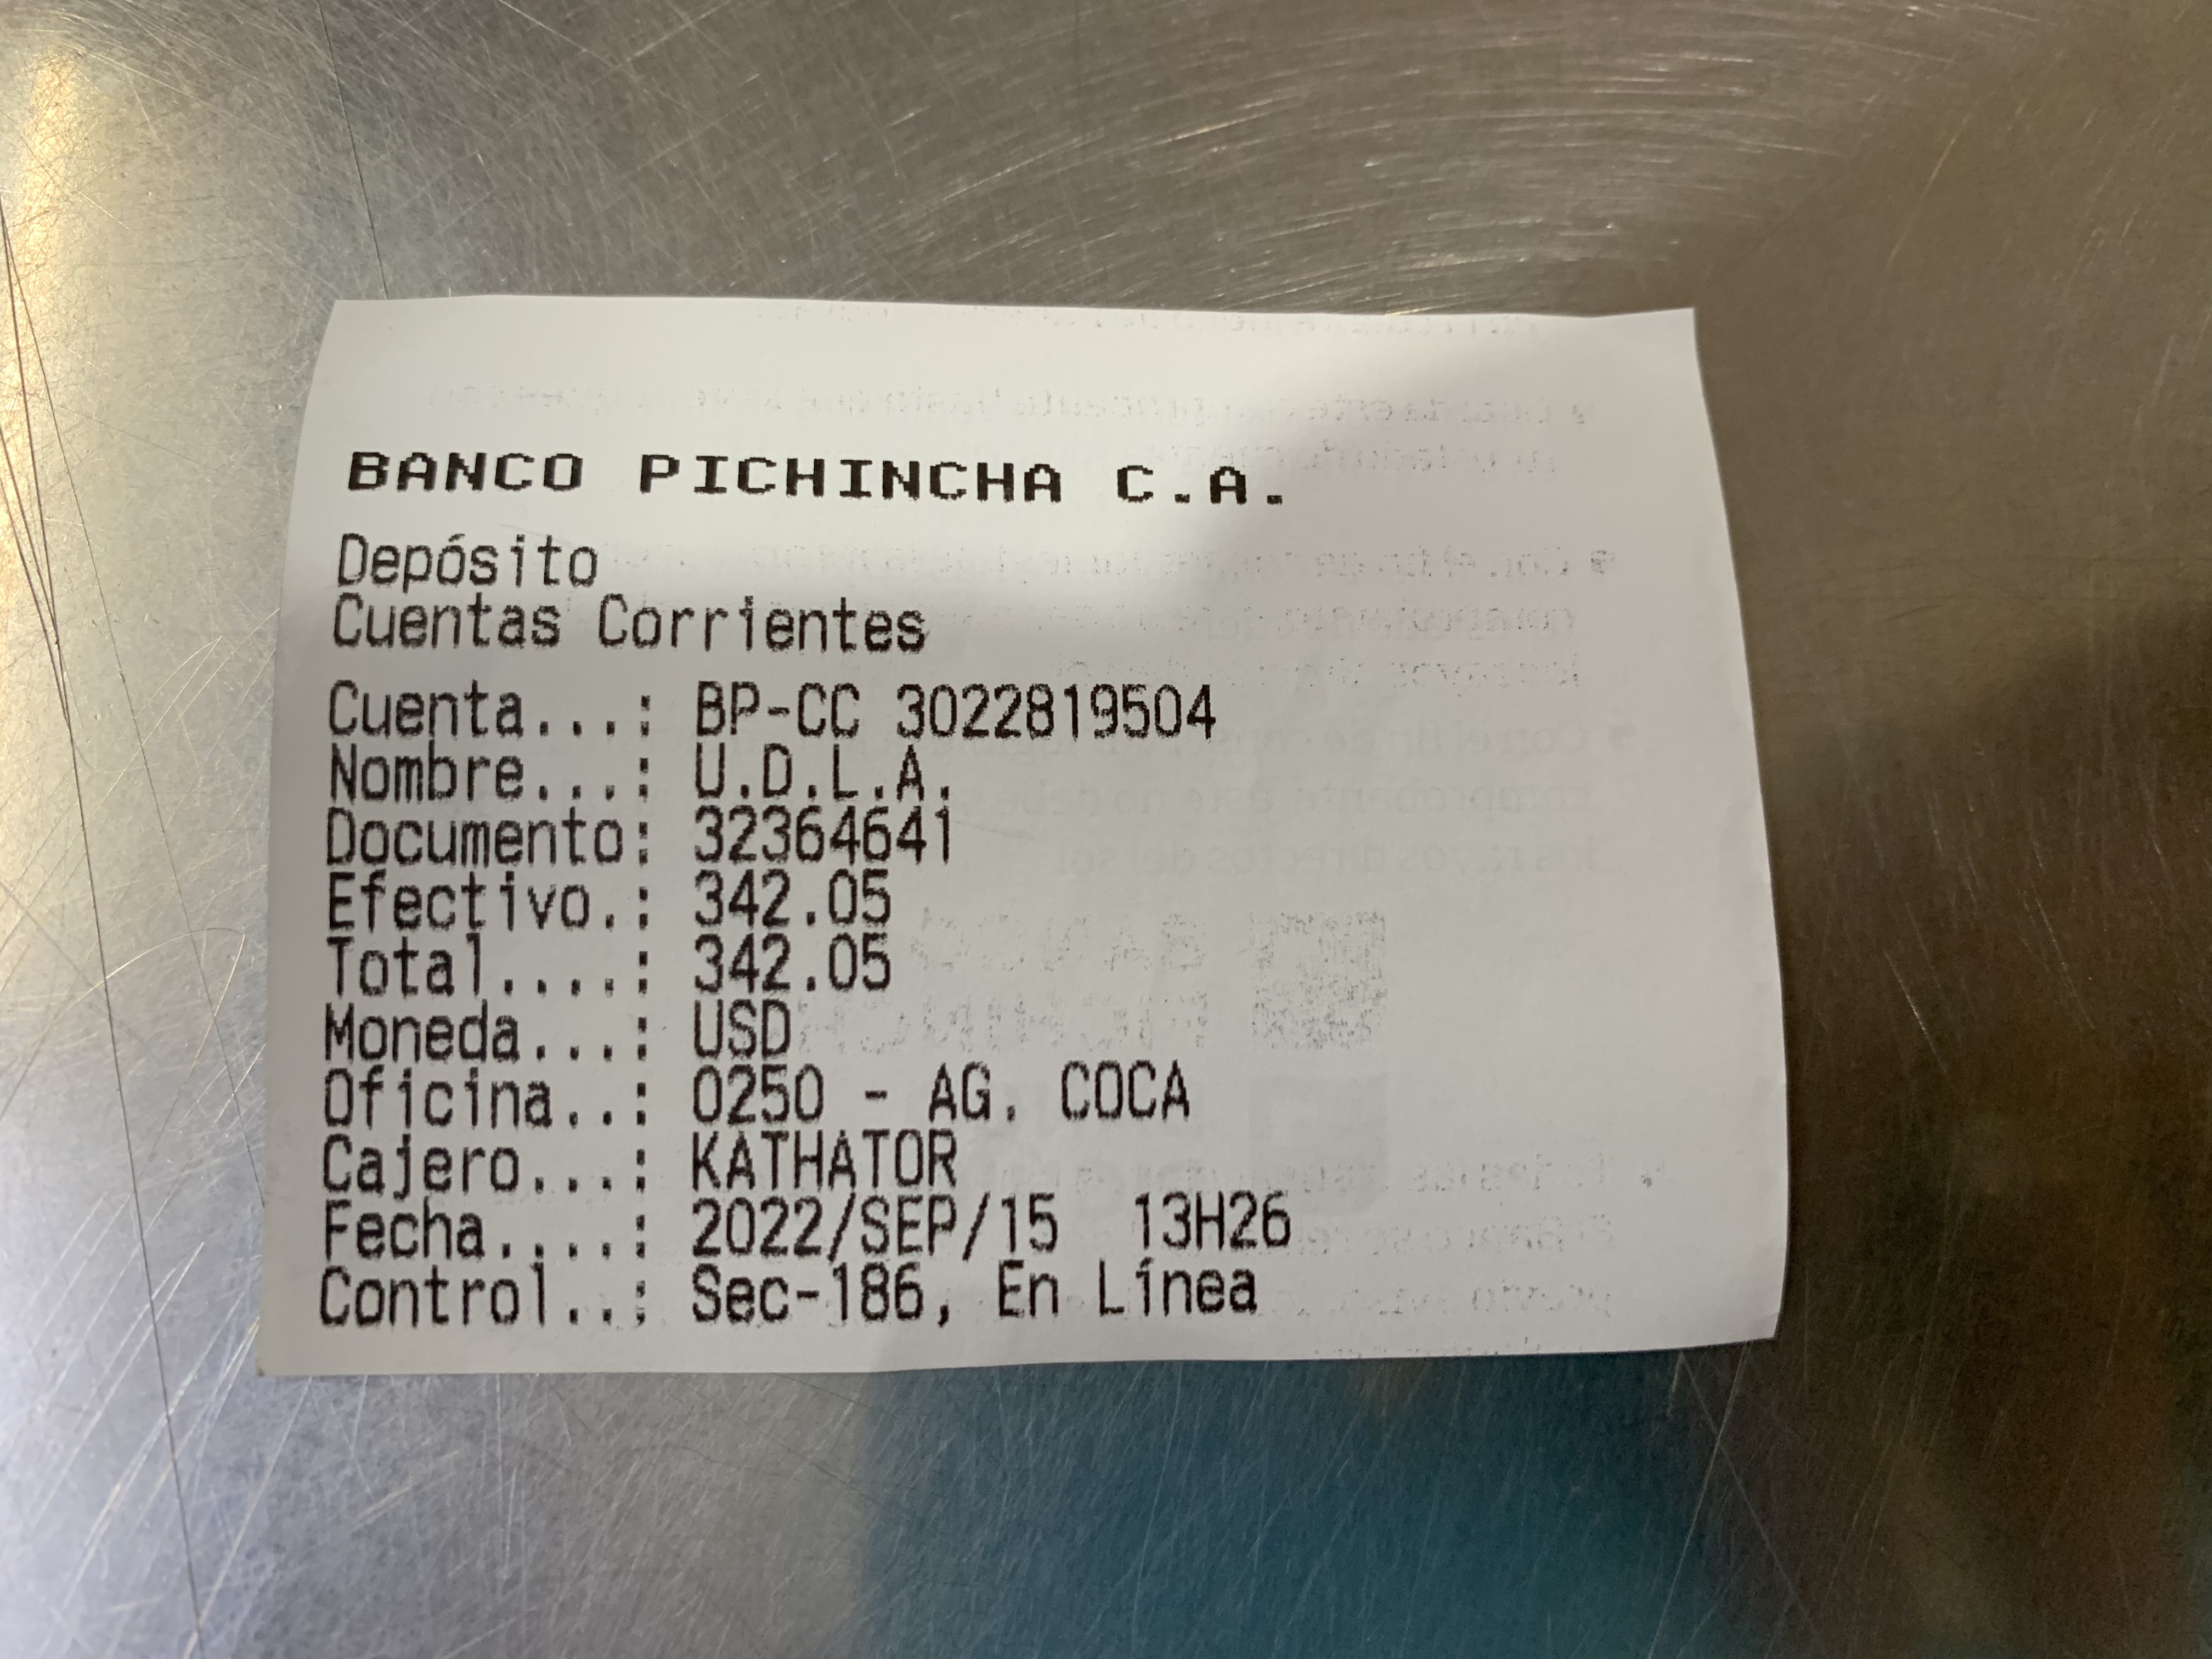 BANCO PICHINCHA C.A.
Depósito
Cuentas Corrientes
Cuenta...: BP-CC 3022819504
Nombre...: U.D.L.A.
Documento: 32364641
Efectivo.: 342.05
Total....: 342.05
Moneda...: USD
Oficina..: 0250 - AG. COCA
Cajero...: KATHATOR
Fecha....: 2022/SEP/15 13H26
Control..: Sec-186, En Línea